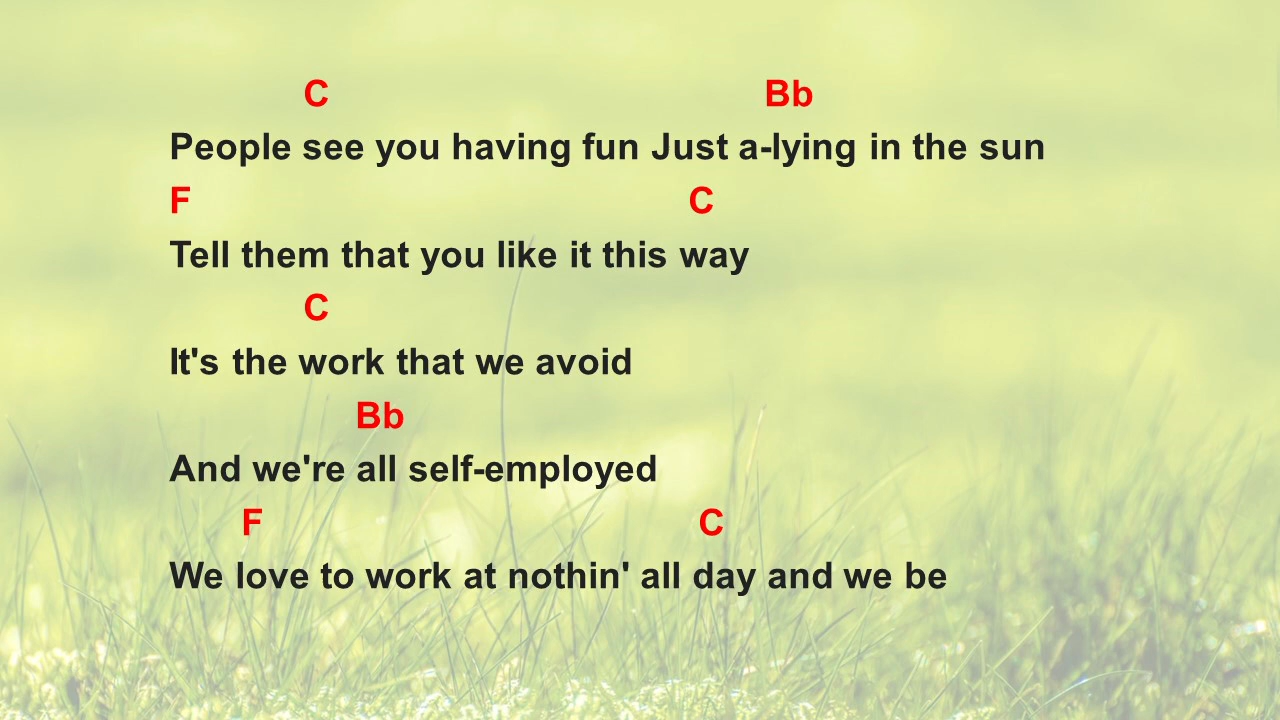 C Bb
People see you having fun Just a-lying in the sun
F C
Tell them that you like it this way
C
It's the work that we avoid
Bb
And we're all self-employed
F C
We love to work at nothin' all day and we be